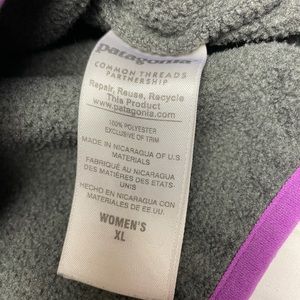 patagonia
COMMON THREADS
PARTNERSHIP
Repair, Reuse, Recycle
This Product
www.patagonia.com
100% POLYESTER
EXCLUSIVE OF TRIM
MADE IN NICARAGUA OF U.S.
MATERIALS
FABRIQUÉ AU NICARAGUA
DES MATIÈRES DES ETATS-
UNIS
HECHO EN NICARAGUA CON
MATERIALES DE EE.UU.
WOMEN'S
XL